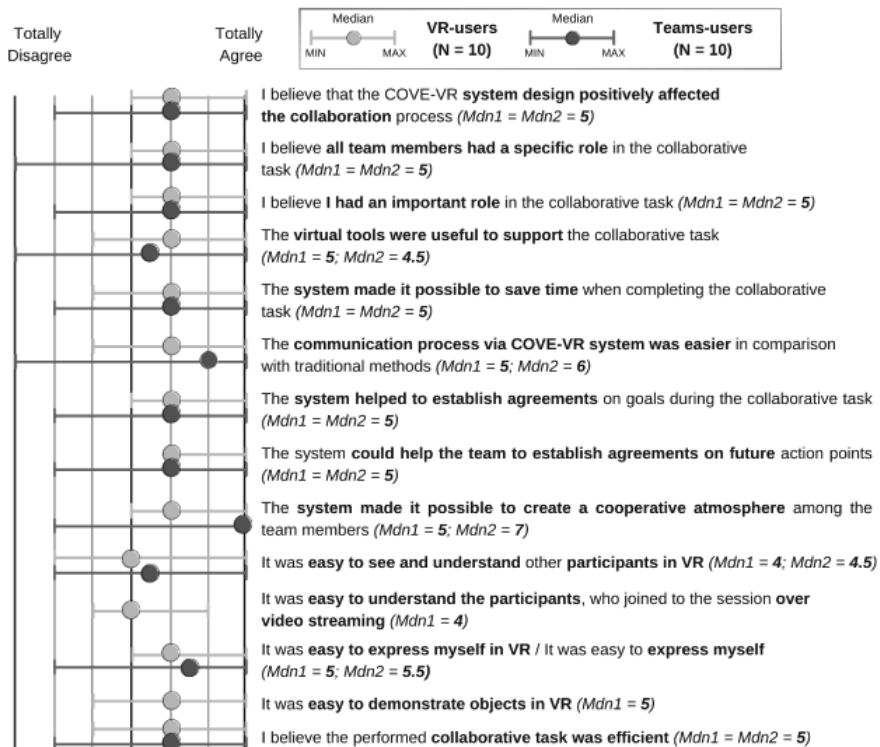 Totally
Disagree
Totally
Agree
Median
MIN
MAX
VR-users
(N = 10)
Median
MIN
MAX
Teams-users
(N = 10)
I believe that the COVE-VR system design positively affected
the collaboration process (Mdn1 = Mdn2 = 5)
I believe all team members had a specific role in the collaborative
task (Mdn1 = Mdn2 = 5)
I believe I had an important role in the collaborative task (Mdn1 = Mdn2 = 5)
The virtual tools were useful to support the collaborative task
(Mdn1 = 5; Mdn2 = 4.5)
The system made it possible to save time when completing the collaborative
task (Mdn1 = Mdn2 = 5)
The communication process via COVE-VR system was easier in comparison
with traditional methods (Mdn1 = 5; Mdn2 = 6)
The system helped to establish agreements on goals during the collaborative task
(Mdn1 = Mdn2 = 5)
The system could help the team to establish agreements on future action points
(Mdn1 = Mdn2 = 5)
The system made it possible to create a cooperative atmosphere among the
team members (Mdn1 = 5; Mdn2 = 7)
It was easy to see and understand other participants in VR (Mdn1 = 4; Mdn2 = 4.5)
It was easy to understand the participants, who joined to the session over
video streaming (Mdn1 = 4)
It was easy to express myself in VR / It was easy to express myself
(Mdn1 = 5; Mdn2 = 5.5)
It was easy to demonstrate objects in VR (Mdn1 = 5)
I believe the performed collaborative task was efficient (Mdn1 = Mdn2 = 5)